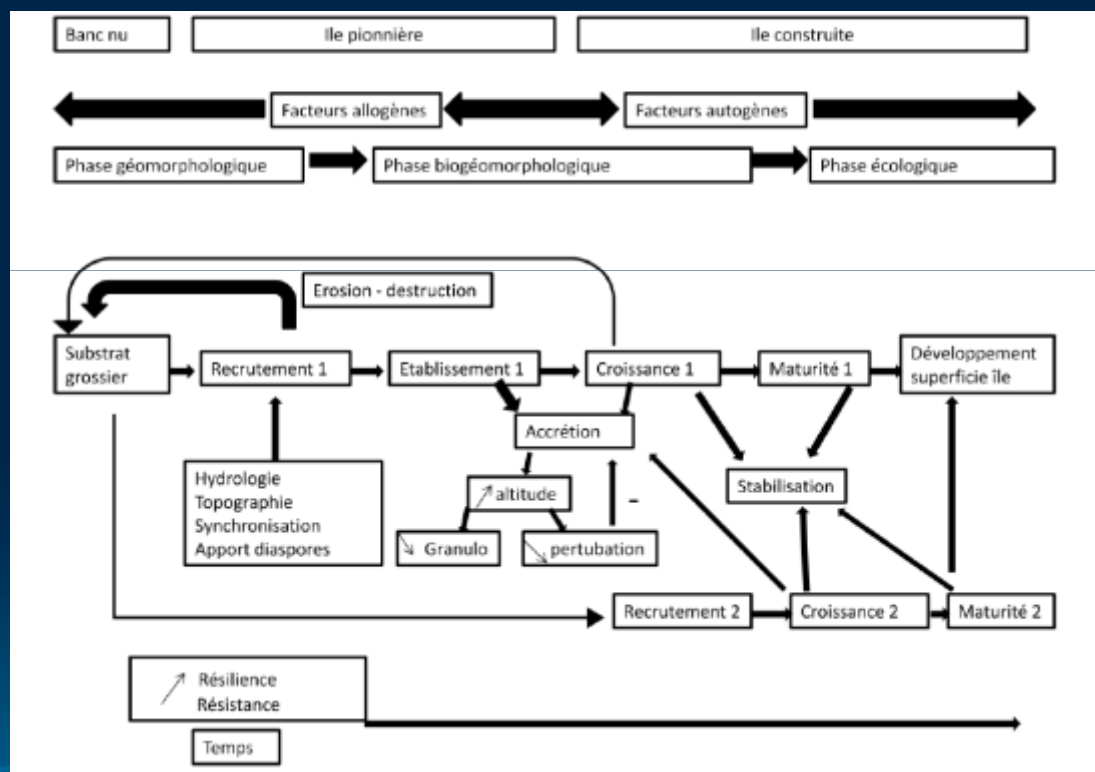 Banc nu
Ile pionnière
Ile construite
Facteurs allogènes
Facteurs autogènes
Phase géomorphologique
Phase biogéomorphologique
Phase écologique
Erosion - destruction
Substrat
grossier
Recrutement 1
Etablissement 1
Croissance 1
Maturité 1
Développement
superficie île
Accrétion
Hydrologie
Topographie
Synchronisation
Apport diaspores
altitude
–
Stabilisation
Granulo
pertubation
Recrutement 2
Croissance 2
Maturité 2
Résilience
Résistance
Temps